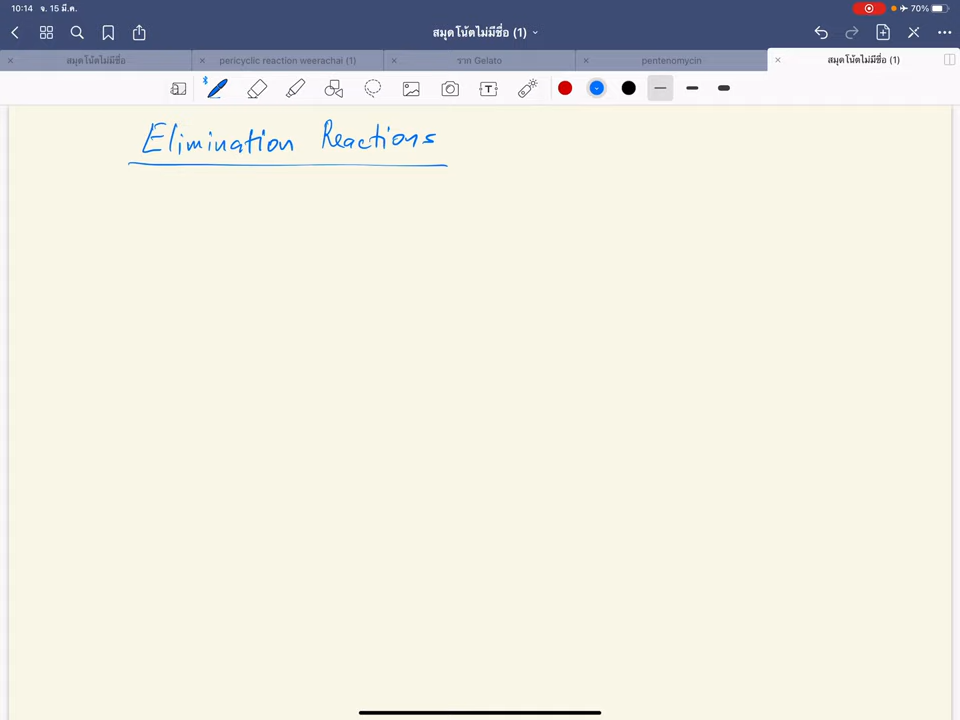 10:14 จ. 15 มี.ค. 70%
สมุดโน้ตไม่มีชื่อ (1)
สมุดโน้ตไม่มีชื่อ pericyclic reaction weerachai (1) ราก Gelato pentenomycin สมุดโน้ตไม่มีชื่อ (1)
T
Elimination Reactions